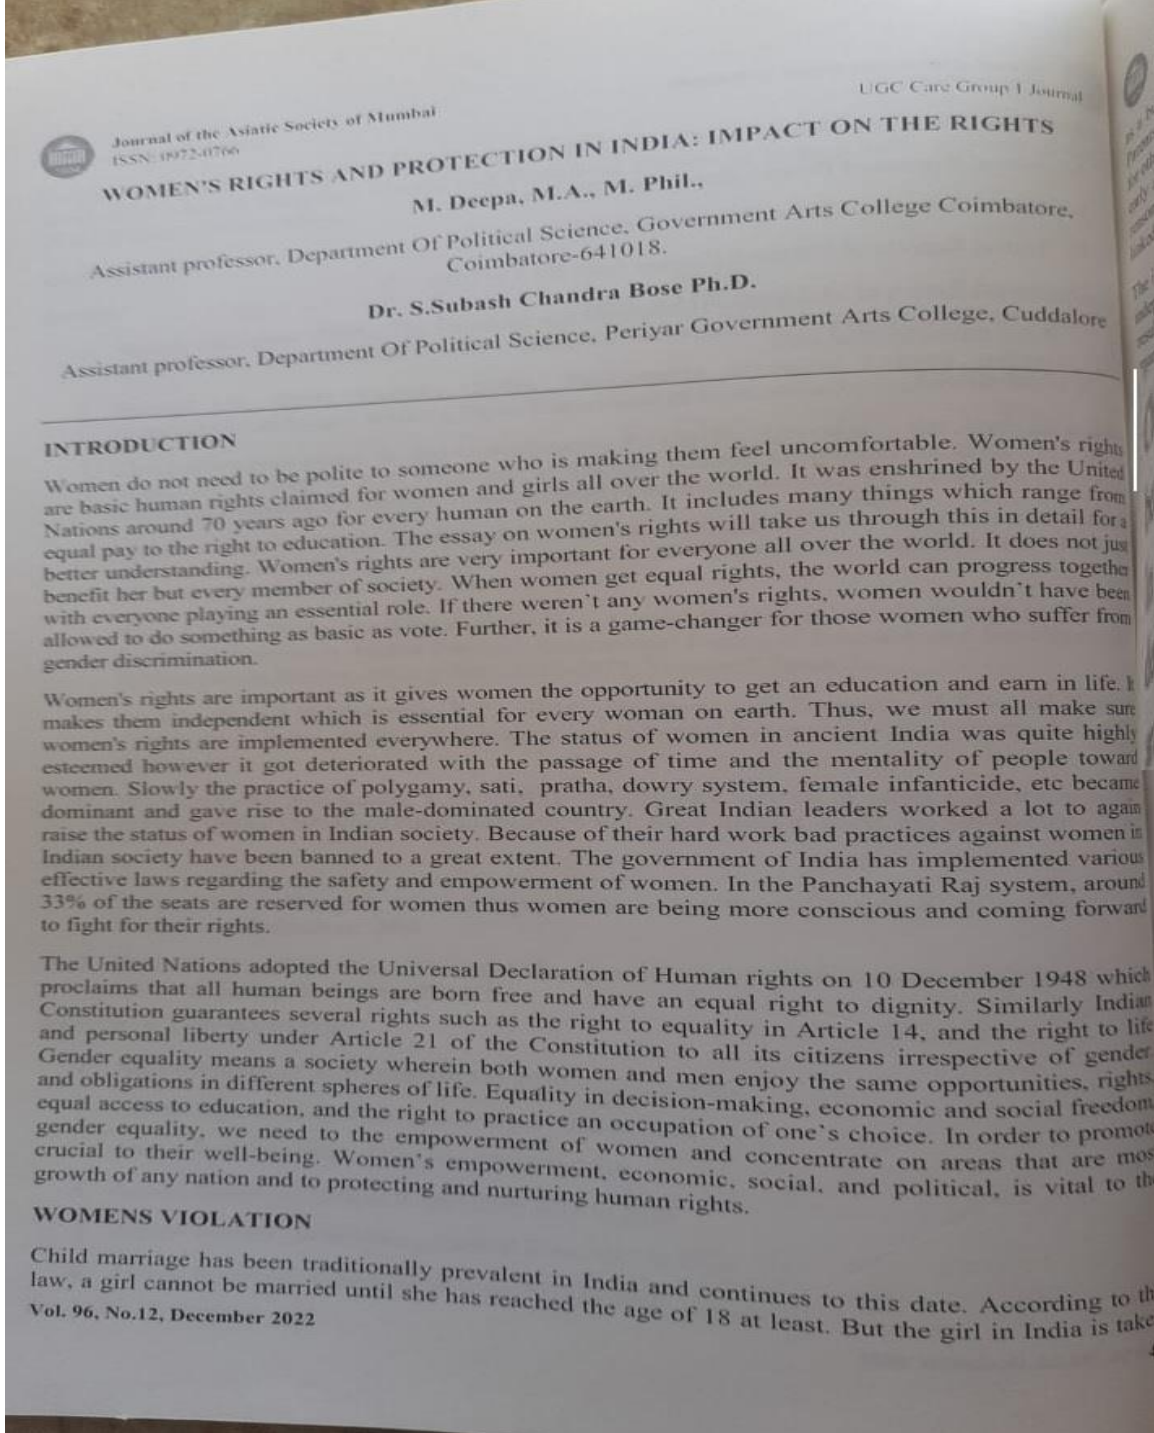 UGC Care Group 1 Journal
Journal of the Asiatic Society of Mumbai
ISSN: 0972-0766
WOMEN'S RIGHTS AND PROTECTION IN INDIA: IMPACT ON THE RIGHTS
M. Deepa, M.A., M. Phil.,
Assistant professor, Department Of Political Science, Government Arts College Coimbatore,
Coimbatore-641018.
Dr. S.Subash Chandra Bose Ph.D.
Assistant professor, Department Of Political Science, Periyar Government Arts College, Cuddalore
INTRODUCTION
Women do not need to be polite to someone who is making them feel uncomfortable. Women's rights
are basic human rights claimed for women and girls all over the world. It was enshrined by the United
Nations around 70 years ago for every human on the earth. It includes many things which range from
equal pay to the right to education. The essay on women's rights will take us through this in detail for a
better understanding. Women's rights are very important for everyone all over the world. It does not just
benefit her but every member of society. When women get equal rights, the world can progress together
with everyone playing an essential role. If there weren`t any women's rights, women wouldn`t have been
allowed to do something as basic as vote. Further, it is a game-changer for those women who suffer from
gender discrimination.
Women's rights are important as it gives women the opportunity to get an education and earn in life. It
makes them independent which is essential for every woman on earth. Thus, we must all make sure
women's rights are implemented everywhere. The status of women in ancient India was quite highly
esteemed however it got deteriorated with the passage of time and the mentality of people toward
women. Slowly the practice of polygamy, sati, pratha, dowry system, female infanticide, etc became
dominant and gave rise to the male-dominated country. Great Indian leaders worked a lot to again
raise the status of women in Indian society. Because of their hard work bad practices against women in
Indian society have been banned to a great extent. The government of India has implemented various
effective laws regarding the safety and empowerment of women. In the Panchayati Raj system, around
33% of the seats are reserved for women thus women are being more conscious and coming forward
to fight for their rights.
The United Nations adopted the Universal Declaration of Human rights on 10 December 1948 which
proclaims that all human beings are born free and have an equal right to dignity. Similarly Indian
Constitution guarantees several rights such as the right to equality in Article 14, and the right to life
and personal liberty under Article 21 of the Constitution to all its citizens irrespective of gender.
Gender equality means a society wherein both women and men enjoy the same opportunities, rights,
and obligations in different spheres of life. Equality in decision-making, economic and social freedom,
equal access to education, and the right to practice an occupation of one`s choice. In order to promote
gender equality, we need to the empowerment of women and concentrate on areas that are mos
crucial to their well-being. Women's empowerment, economic, social, and political, is vital to th
growth of any nation and to protecting and nurturing human rights.
WOMENS VIOLATION
Child marriage has been traditionally prevalent in India and continues to this date. According to th
law, a girl cannot be married until she has reached the age of 18 at least. But the girl in India is take
Vol. 96, No.12, December 2022